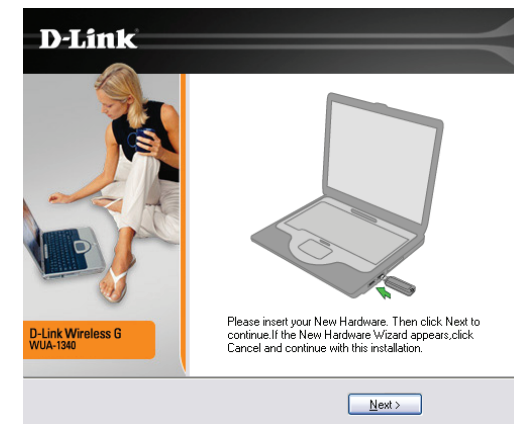 D-Link
D-Link Wireless G
WUA-1340
Please insert your New Hardware. Then click Next to
continue.If the New Hardware Wizard appears,click
Cancel and continue with this installation.
Next >